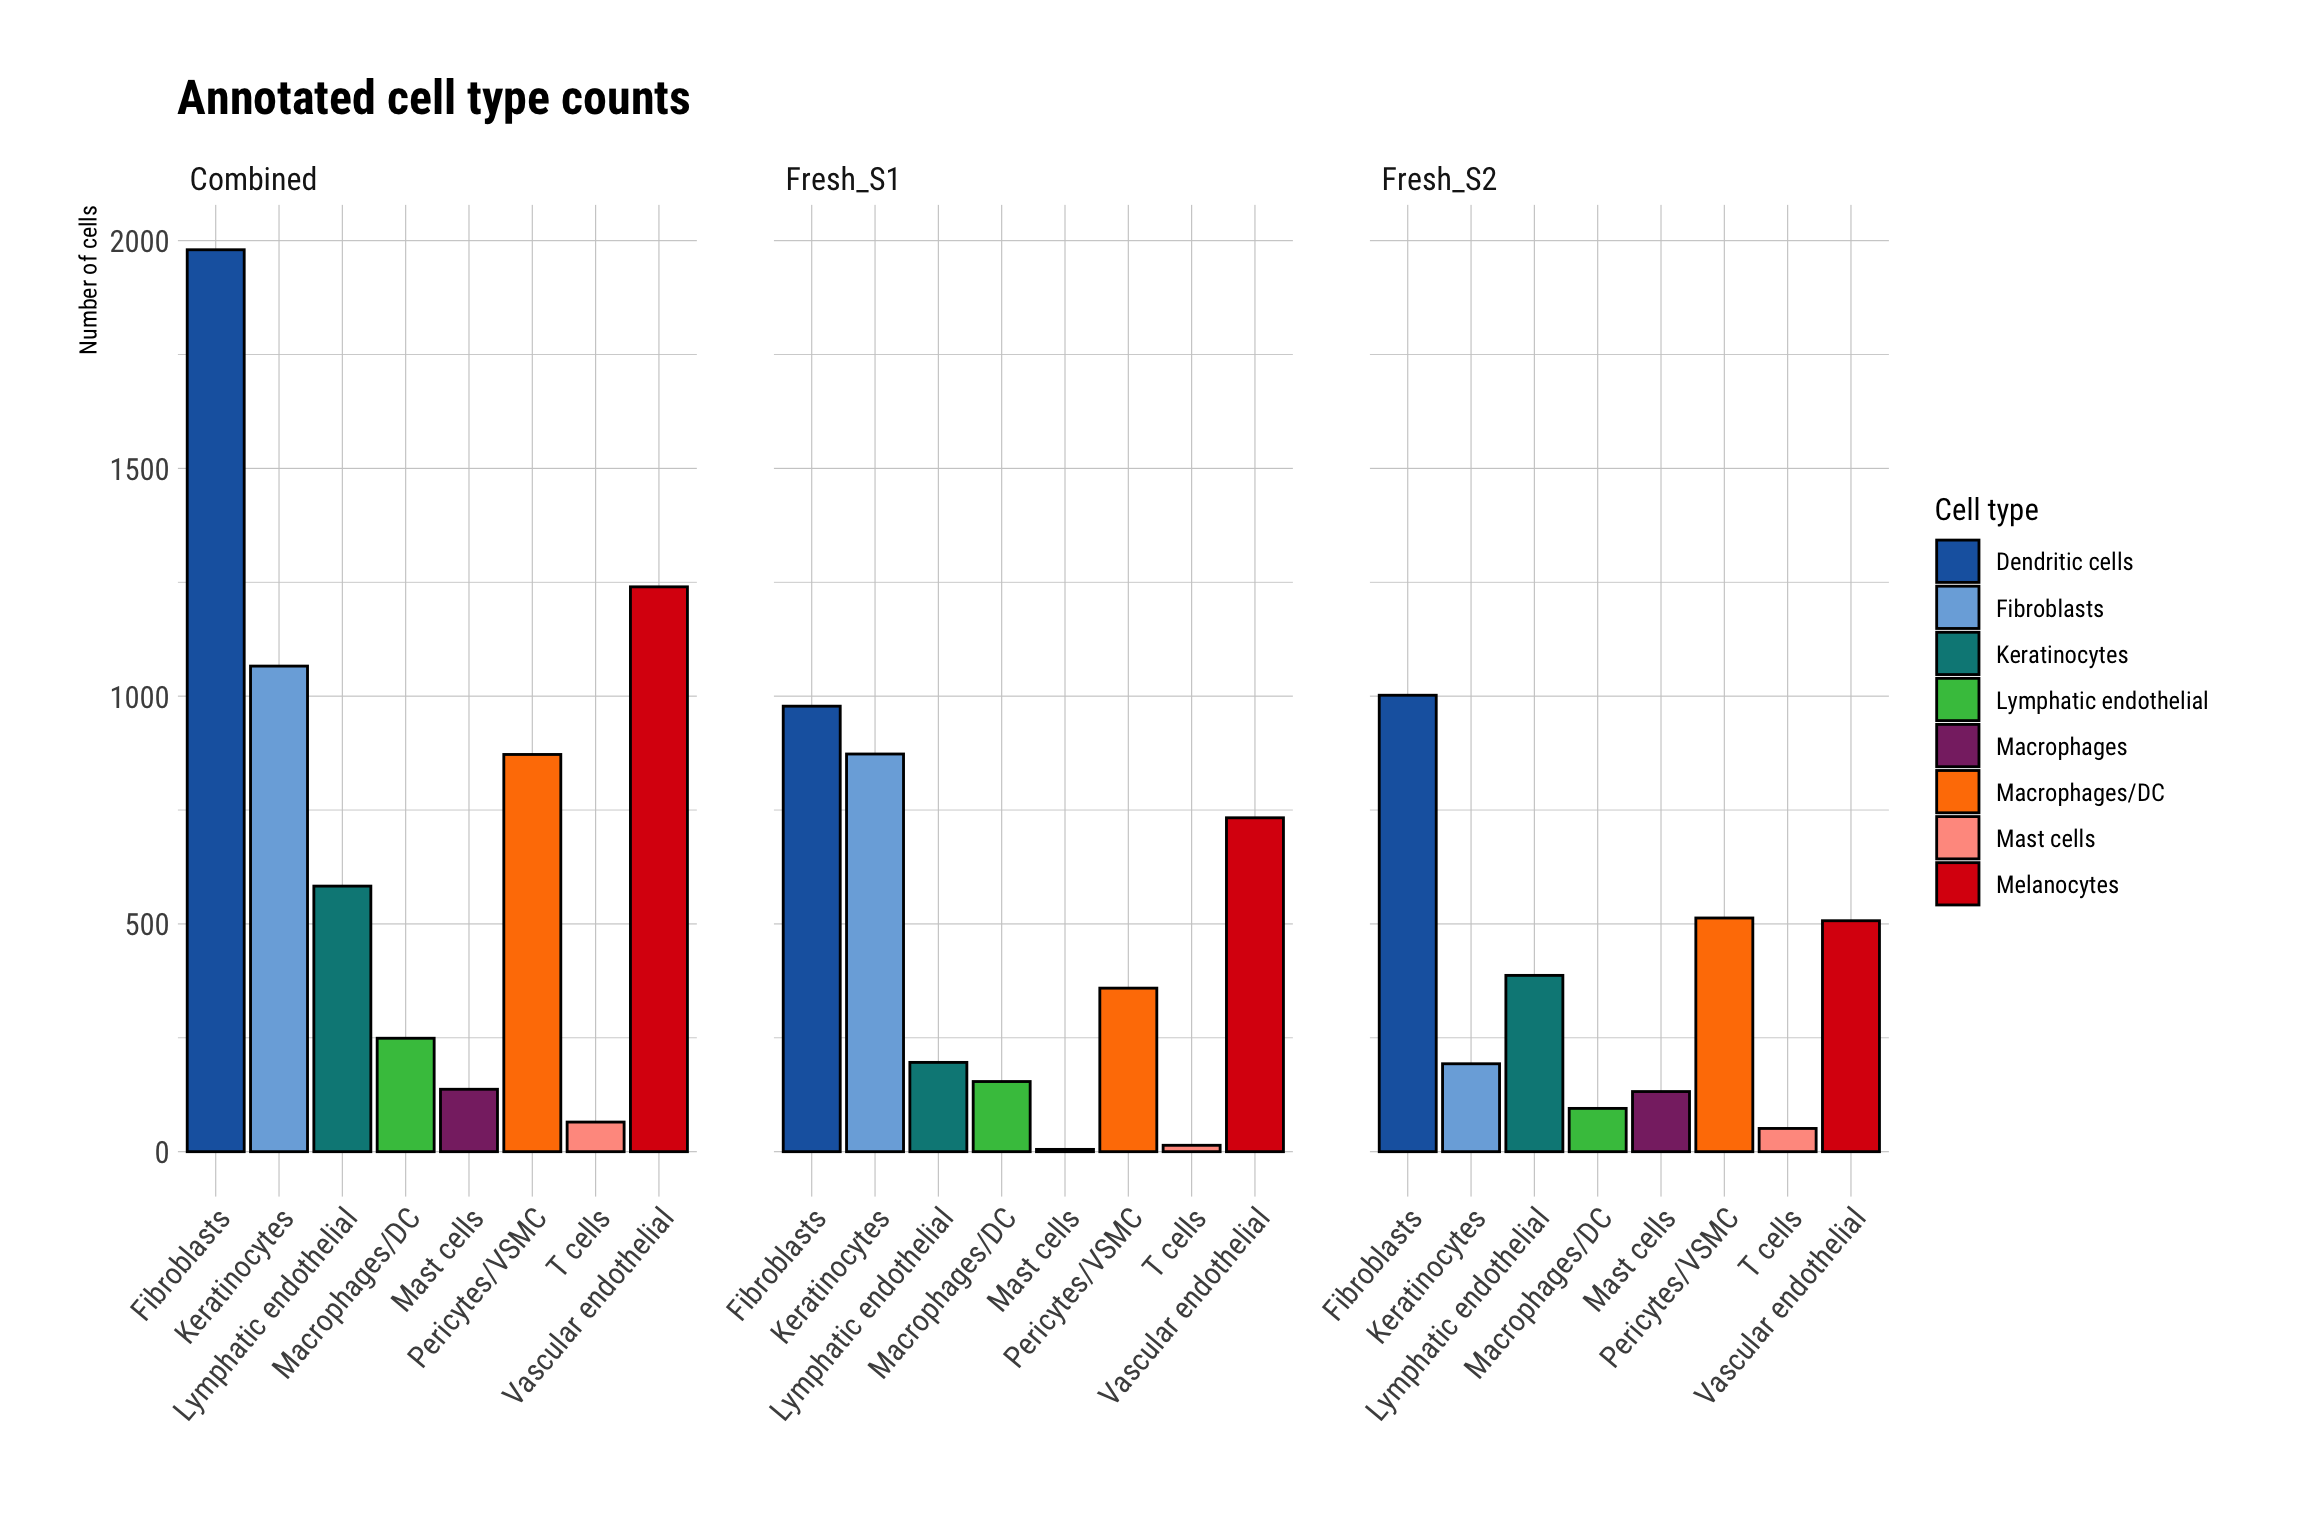 Annotated cell type counts
Combined
Fresh_S1
Fresh_S2
Number of cells
2000
1500
1000
500
0
Fibroblasts
Keratinocytes
Lymphatic endothelial
Macrophages/DC
Mast cells
Pericytes/VSMC
T cells
Vascular endothelial
Fibroblasts
Keratinocytes
Lymphatic endothelial
Macrophages/DC
Mast cells
Pericytes/VSMC
T cells
Vascular endothelial
Fibroblasts
Keratinocytes
Lymphatic endothelial
Macrophages/DC
Mast cells
Pericytes/VSMC
T cells
Vascular endothelial
Cell type
Dendritic cells
Fibroblasts
Keratinocytes
Lymphatic endothelial
Macrophages
Macrophages/DC
Mast cells
Melanocytes